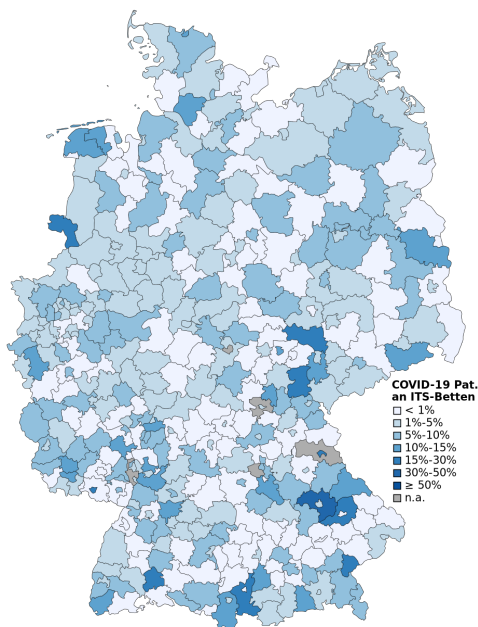 COVID-19 Pat.
an ITS-Betten
< 1%
1%-5%
5%-10%
10%-15%
15%-30%
30%-50%
≥ 50%
n.a.